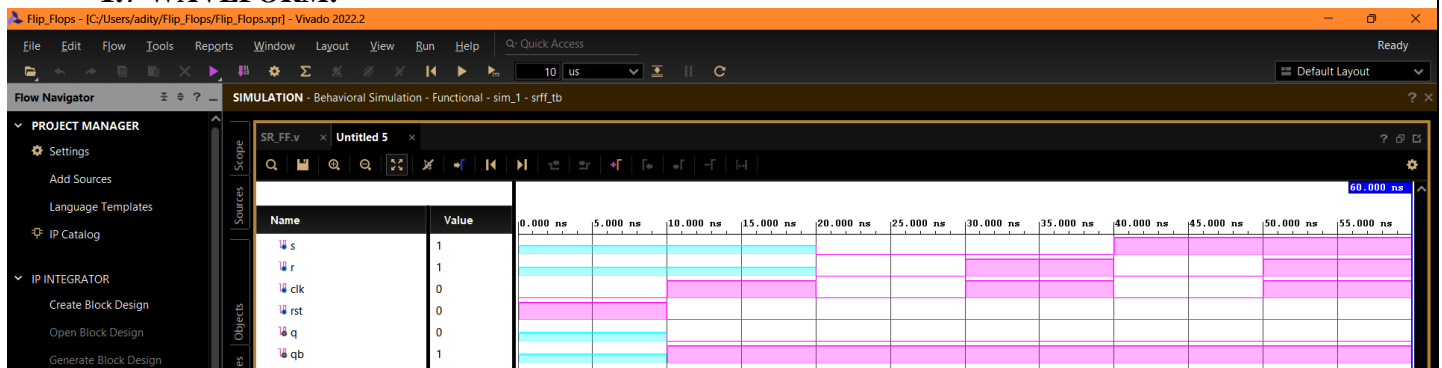 1.7 WAVEFORM:
Flip_Flops - [C:/Users/adity/Flip_Flops/Flip_Flops.xpr] - Vivado 2022.2
File Edit Flow Tools Reports Window Layout View Run Help Q- Quick Access Ready
10 us Default Layout
Flow Navigator ? SIMULATION - Behavioral Simulation - Functional - sim_1 - srff_tb ? ×
PROJECT MANAGER
Settings
Add Sources
Language Templates
IP Catalog
IP INTEGRATOR
Create Block Design
Open Block Design
Generate Block Design
Scope
Sources
Objects
SR_FF.v × Untitled 5 × ?
60.000 ns
Name Value 0.000 ns 5.000 ns 10.000 ns 15.000 ns 20.000 ns 25.000 ns 30.000 ns 35.000 ns 40.000 ns 45.000 ns 50.000 ns 55.000 ns
s 1
r 1
clk 0
rst 0
q 0
qb 1